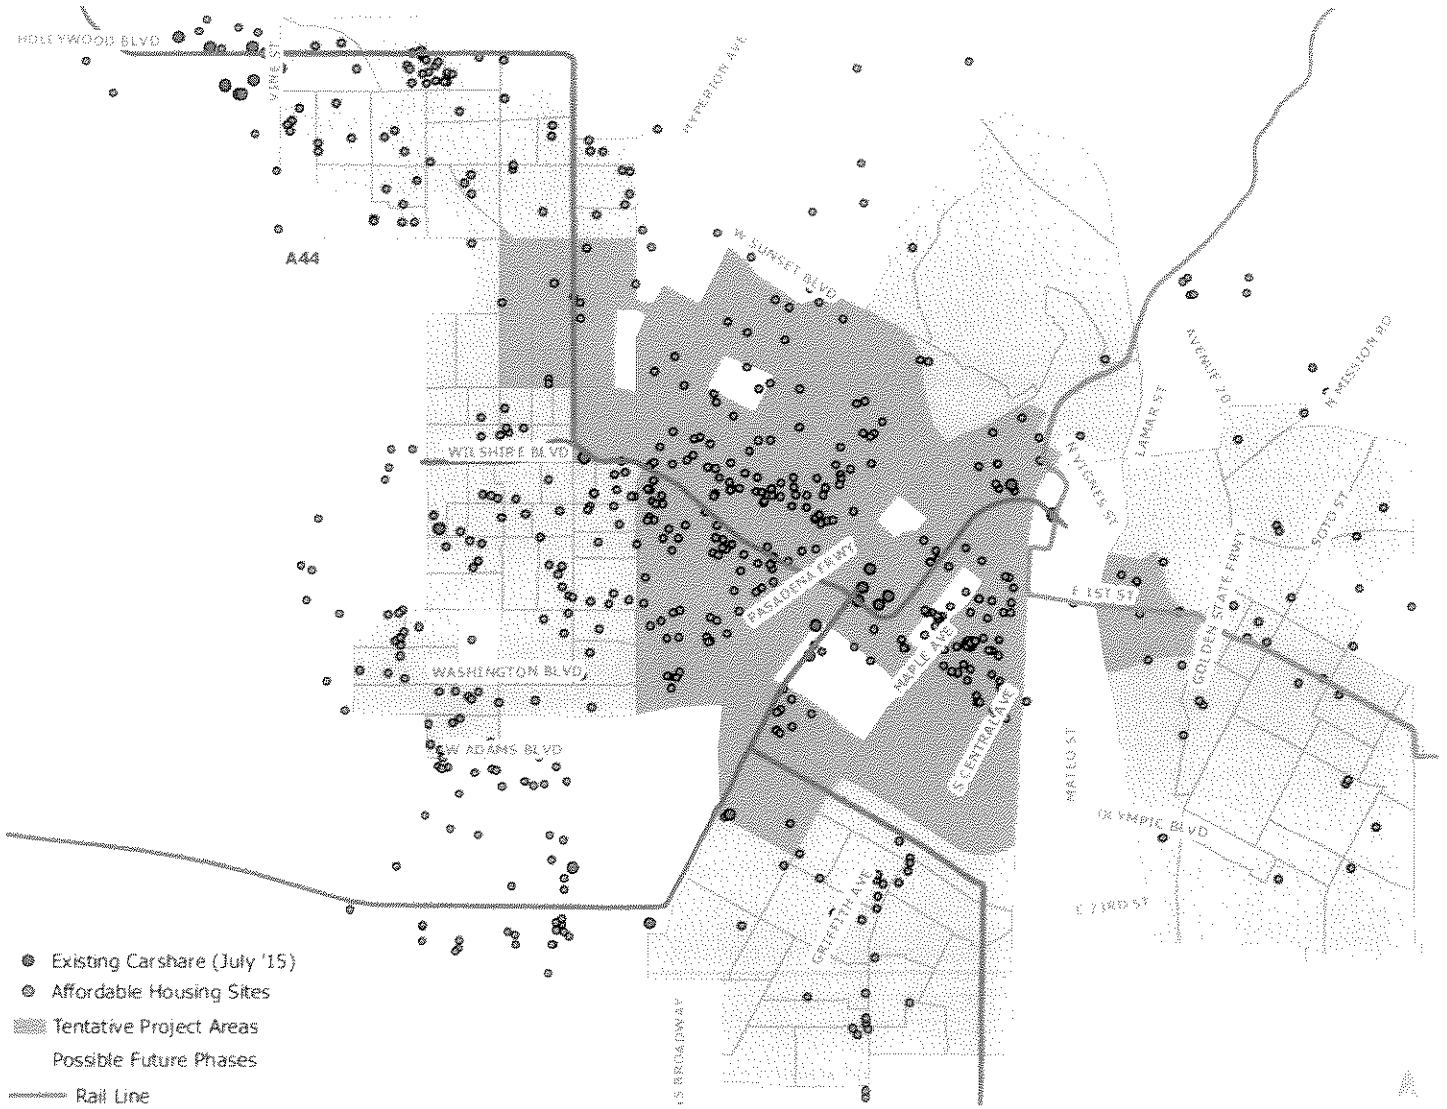 HOLLYWOOD BLVD
VINE ST
HYPERION AVE
W SUNSET BLVD
A44
AVENUE 20
N MISSION RD
LAMAR ST
N VIGNES ST
SOTO ST
WILSHIRE BLVD
PASADENA FRWY
E 1ST ST
GOLDEN STATE FRWY
MAPLE AVE
WASHINGTON BLVD
S CENTRAL AVE
W ADAMS BLVD
MATEO ST
OLYMPIC BLVD
GRIFFITH AVE
E 23RD ST
S BROADWAY
Existing Carshare (July '15)
Affordable Housing Sites
Tentative Project Areas
Possible Future Phases
Rail Line